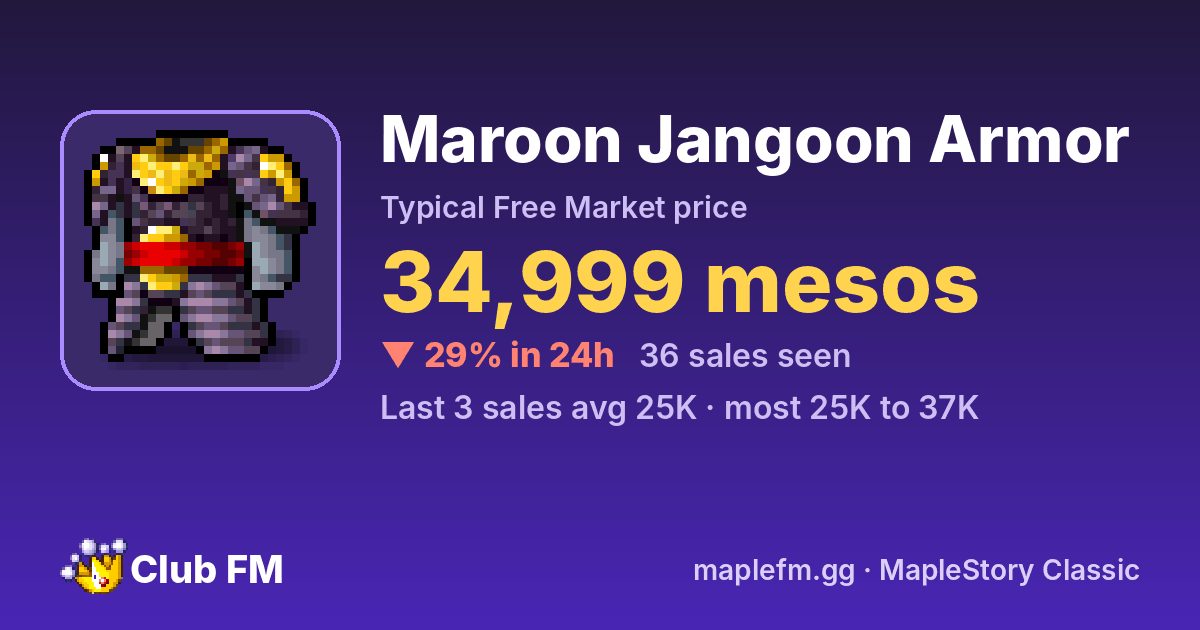 Maroon Jangoon Armor
Typical Free Market price
34,999 mesos
▼ 29% in 24h 36 sales seen
Last 3 sales avg 25K · most 25K to 37K
Club FM
maplefm.gg · MapleStory Classic